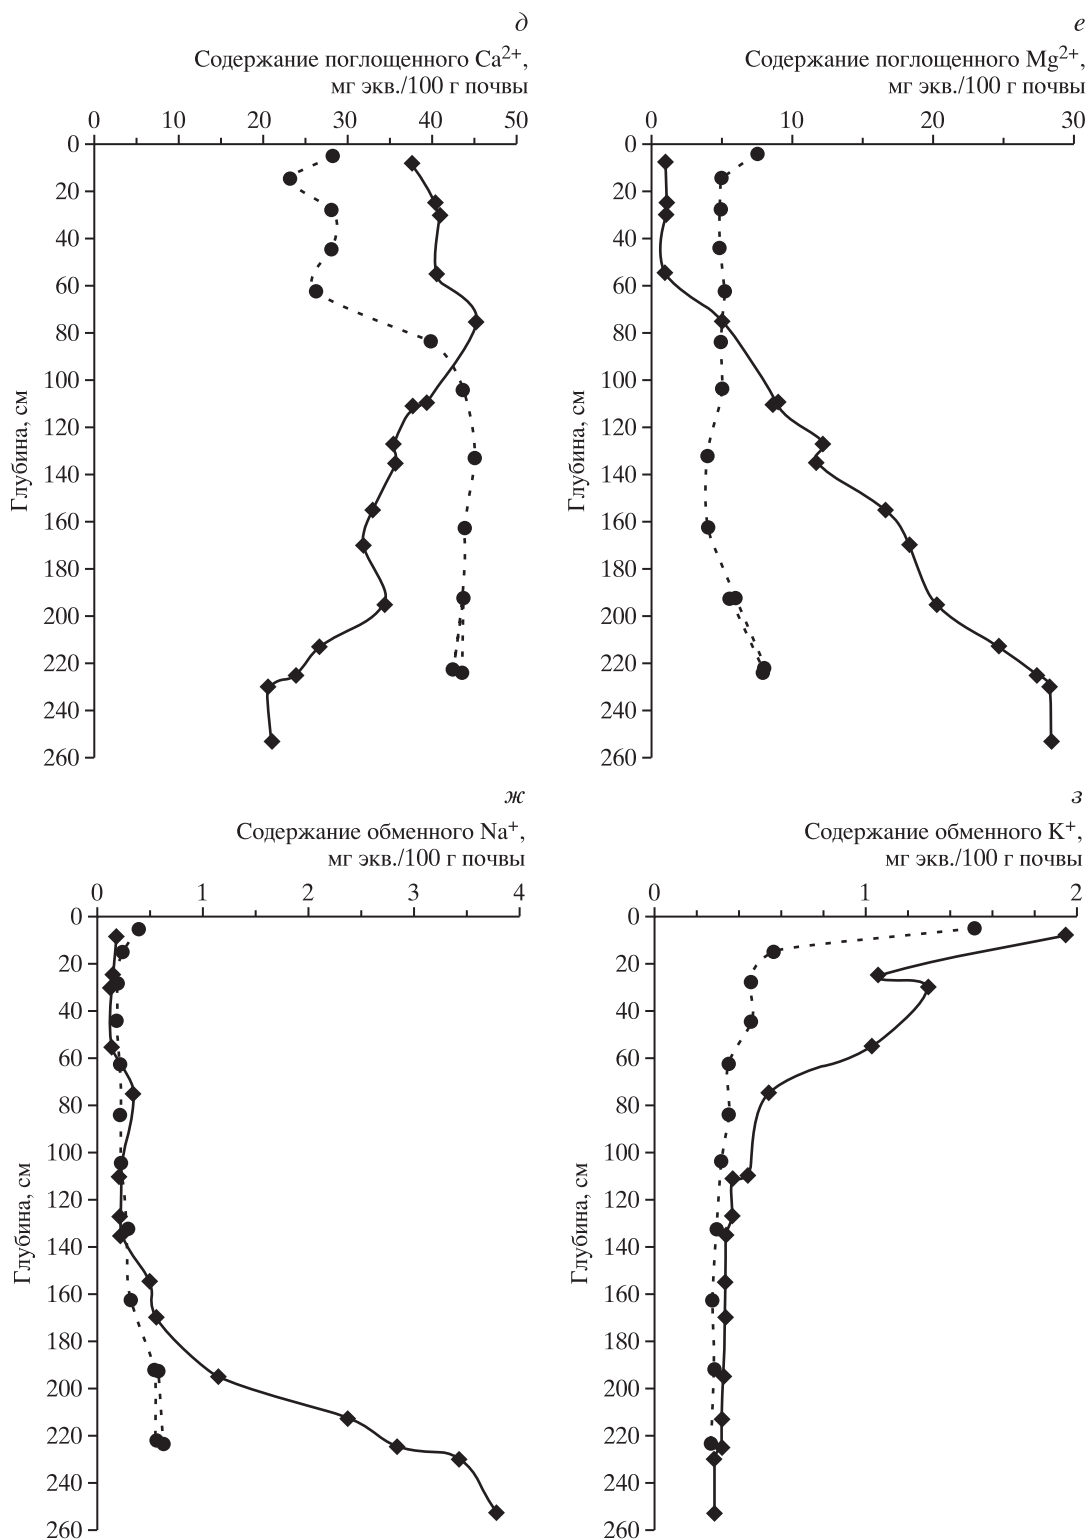 д
Содержание поглощенного Ca²⁺,
мг экв./100 г почвы
0 10 20 30 40 50
0
20
40
60
80
100
120
140
160
180
200
220
240
260
Глубина, см
е
Содержание поглощенного Mg²⁺,
мг экв./100 г почвы
0 10 20 30
0
20
40
60
80
100
120
140
160
180
200
220
240
260
Глубина, см
ж
Содержание обменного Na⁺,
мг экв./100 г почвы
0 1 2 3 4
0
20
40
60
80
100
120
140
160
180
200
220
240
260
Глубина, см
з
Содержание обменного K⁺,
мг экв./100 г почвы
0 1 2
0
20
40
60
80
100
120
140
160
180
200
220
240
260
Глубина, см